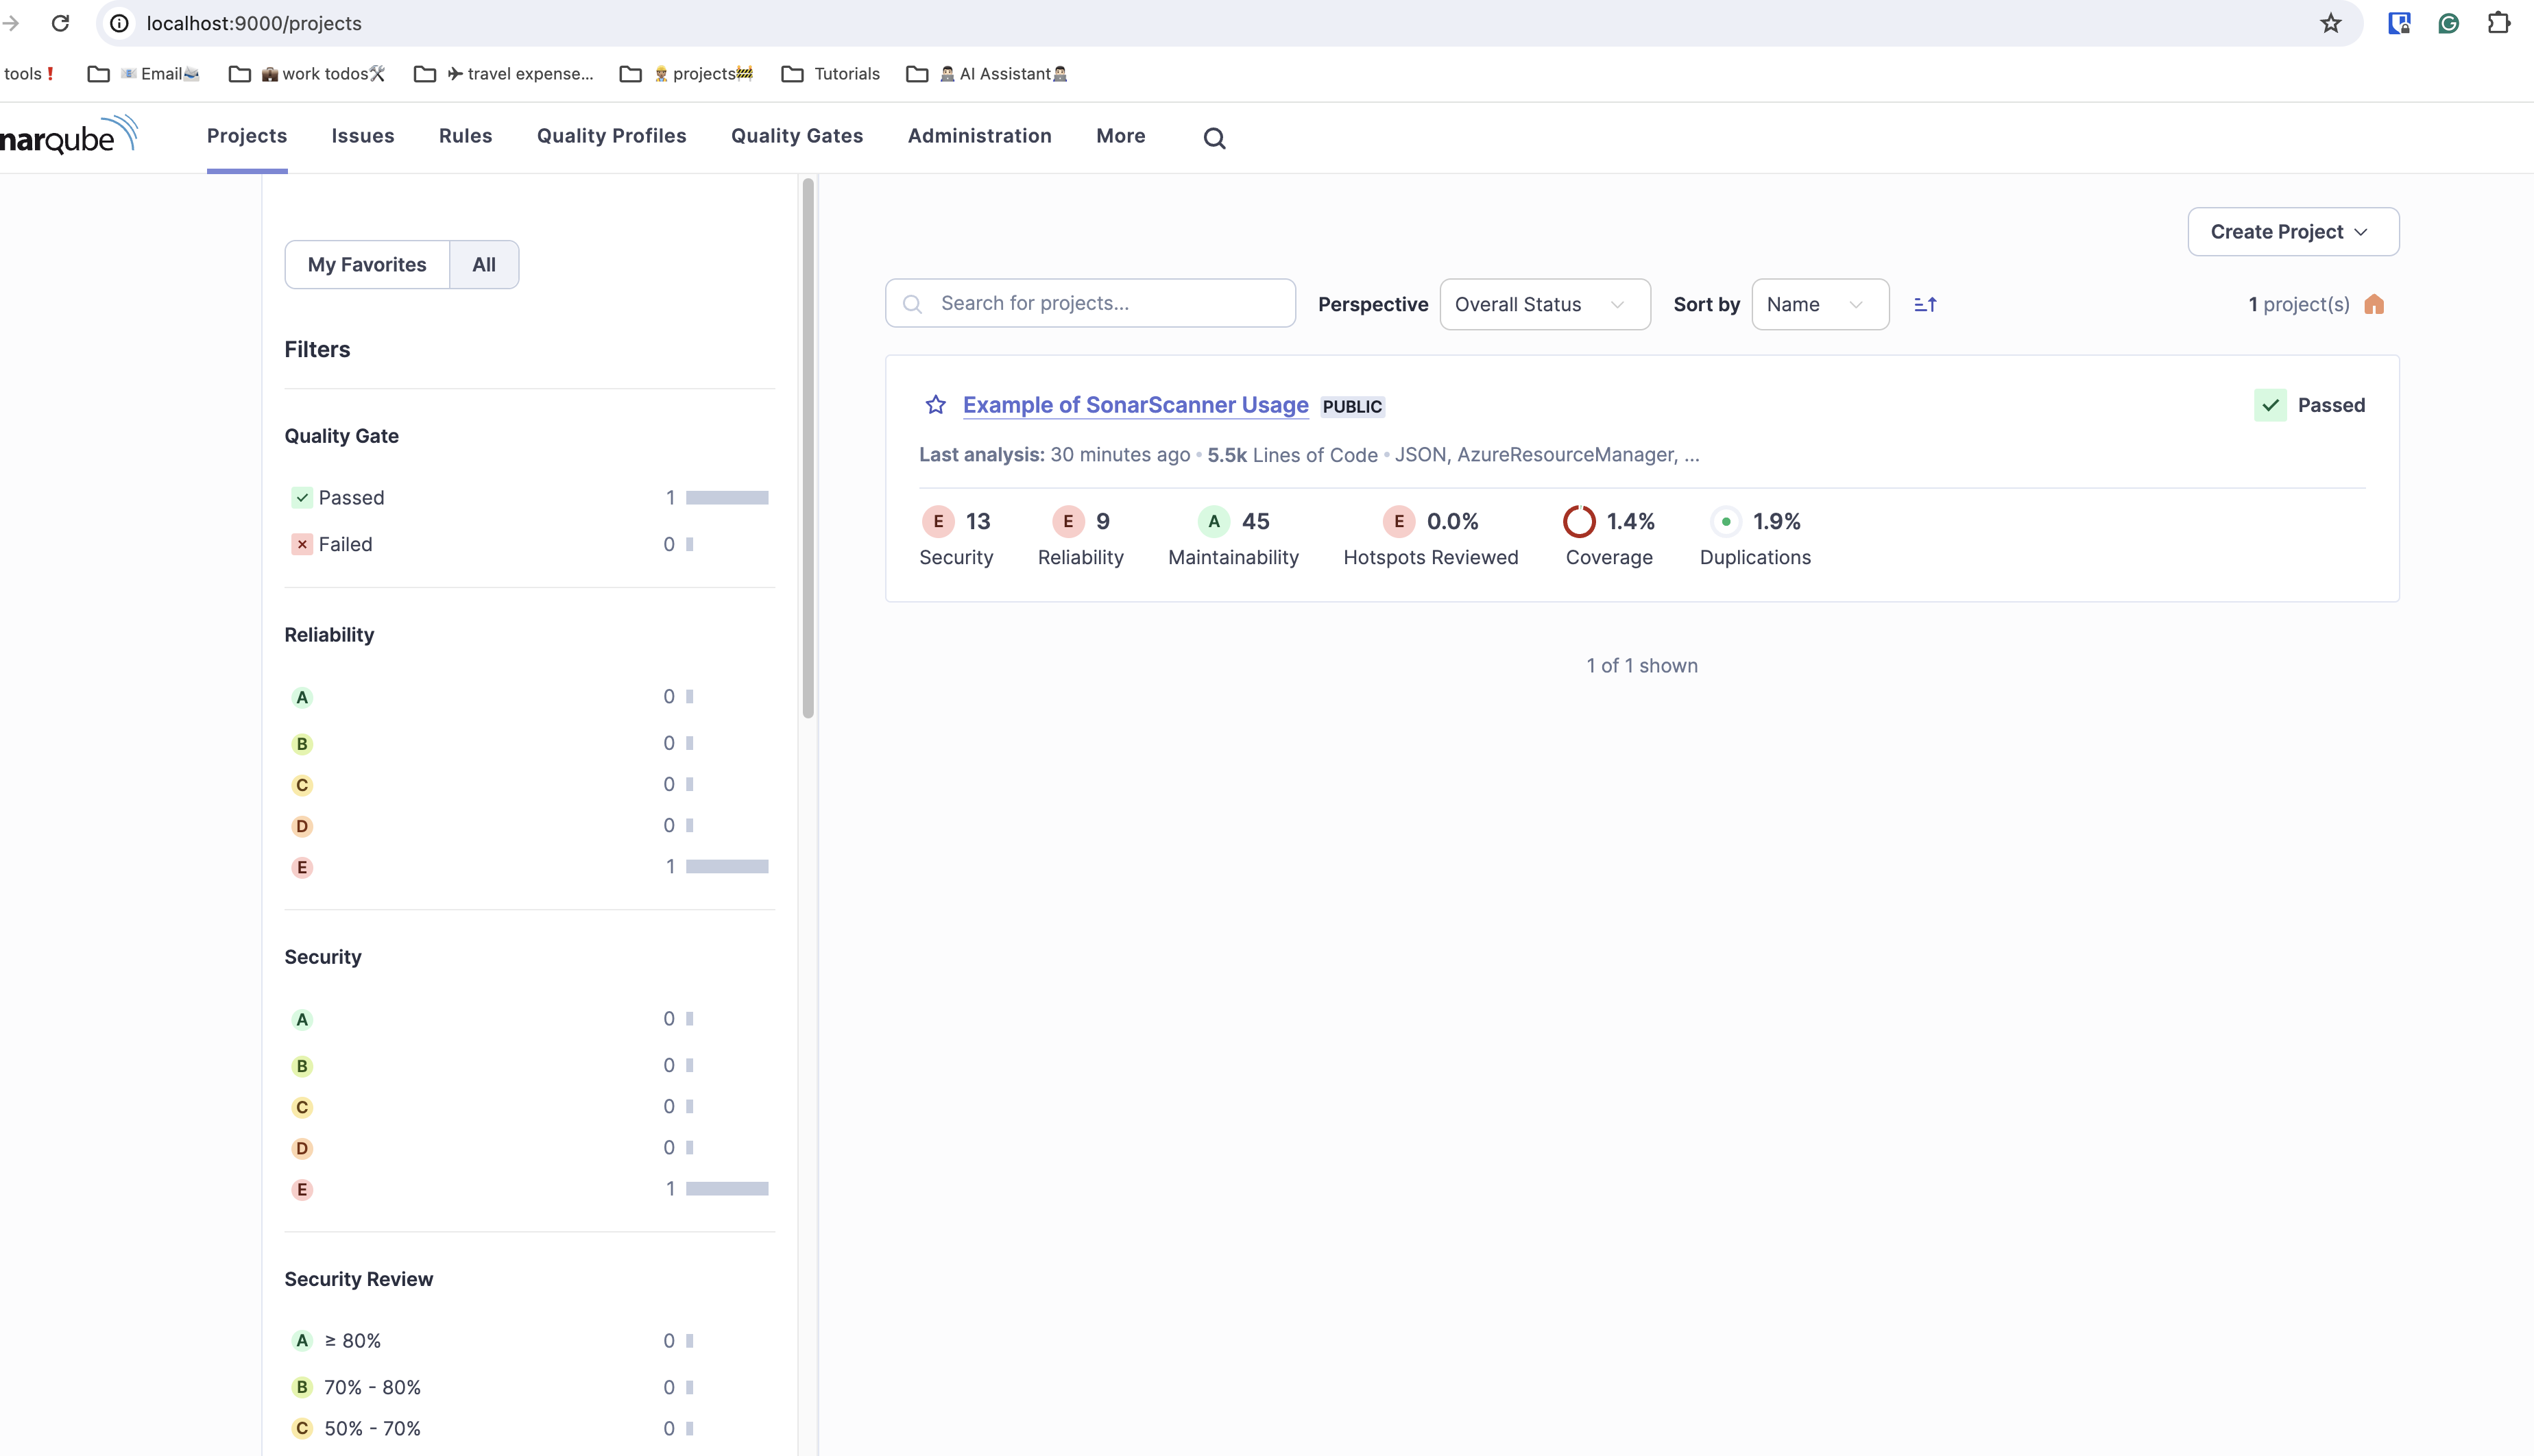 localhost:9000/projects
tools❗ 📧 Email📨 💼 work todos🛠 ✈ travel expense... 👷🏼 projects🚧 Tutorials 👨🏻‍💻 AI Assistant👨🏻‍💻
narqube Projects Issues Rules Quality Profiles Quality Gates Administration More
My Favorites All
Filters
Quality Gate
Passed 1
Failed 0
Reliability
A 0
B 0
C 0
D 0
E 1
Security
A 0
B 0
C 0
D 0
E 1
Security Review
A ≥ 80% 0
B 70% - 80% 0
C 50% - 70% 0
Create Project
Search for projects... Perspective Overall Status Sort by Name 1 project(s)
Example of SonarScanner Usage PUBLIC Passed
Last analysis: 30 minutes ago • 5.5k Lines of Code • JSON, AzureResourceManager, ...
E 13 E 9 A 45 E 0.0% 1.4% 1.9%
Security Reliability Maintainability Hotspots Reviewed Coverage Duplications
1 of 1 shown